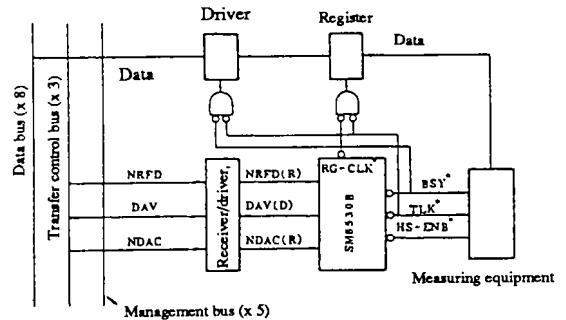 Driver
Register
Data
Data
Data bus (x 8)
Transfer control bus (x 3)
NRFD
DAV
NDAC
Receiver/driver,
NRFD(R)
DAV(D)
NDAC(R)
RG-CLK*
SM8530B
BSY*
TLK*
HS-ENB*
Measuring equipment
Management bus (x 5)